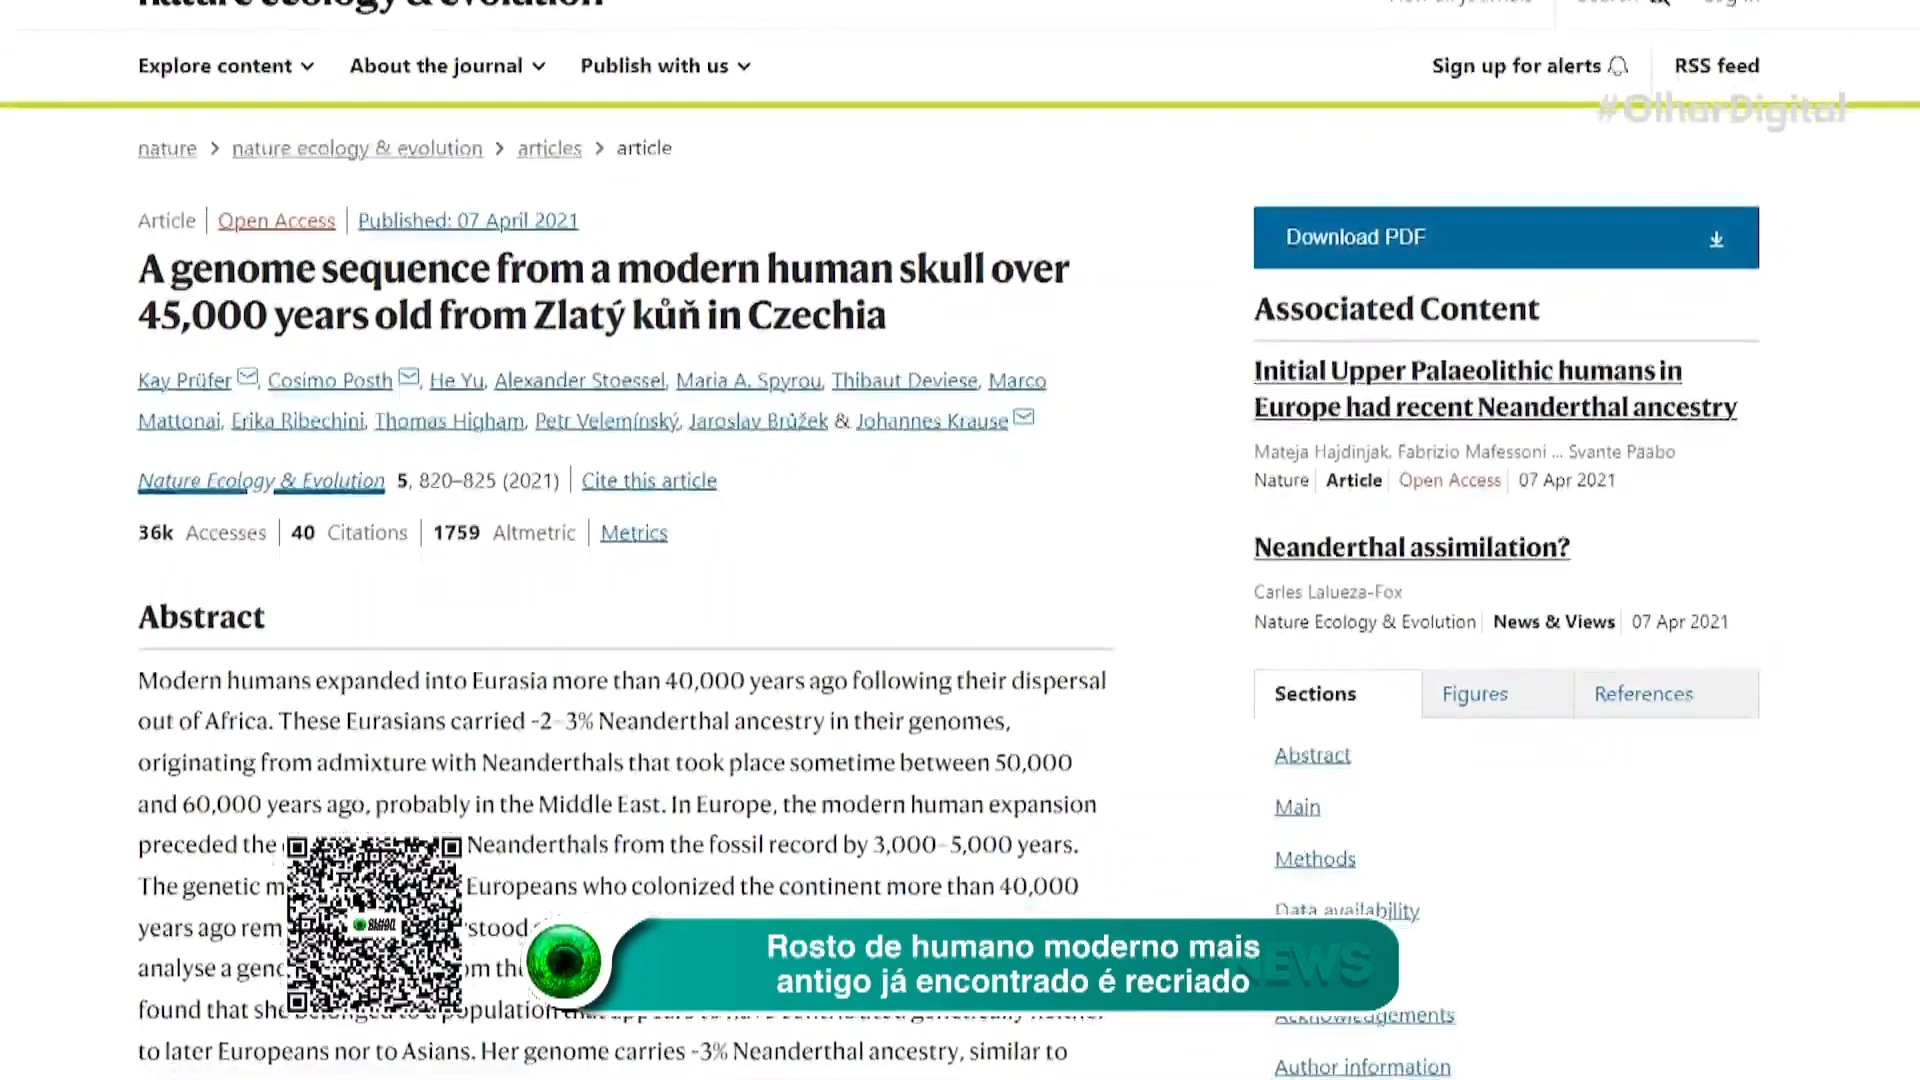 nature ecology & evolution
Explore content
About the journal
Publish with us
Sign up for alerts
RSS feed
#OlharDigital
nature > nature ecology & evolution > articles > article
Article | Open Access | Published: 07 April 2021
A genome sequence from a modern human skull over
45,000 years old from Zlatý kůň in Czechia
Kay Prüfer, Cosimo Posth, He Yu, Alexander Stoessel, Maria A. Spyrou, Thibaut Deviese, Marco
Mattonai, Erika Ribechini, Thomas Higham, Petr Velemínský, Jaroslav Brůžek & Johannes Krause
Nature Ecology & Evolution 5, 820–825 (2021) | Cite this article
36k Accesses | 40 Citations | 1759 Altmetric | Metrics
Abstract
Modern humans expanded into Eurasia more than 40,000 years ago following their dispersal
out of Africa. These Eurasians carried ~2–3% Neanderthal ancestry in their genomes,
originating from admixture with Neanderthals that took place sometime between 50,000
and 60,000 years ago, probably in the Middle East. In Europe, the modern human expansion
preceded the Neanderthals from the fossil record by 3,000–5,000 years.
The genetic Europeans who colonized the continent more than 40,000
years ago
analyse a
found that she population
to later Europeans nor to Asians. Her genome carries ~3% Neanderthal ancestry, similar to
Download PDF
Associated Content
Initial Upper Palaeolithic humans in
Europe had recent Neanderthal ancestry
Mateja Hajdinjak, Fabrizio Mafessoni ... Svante Pääbo
Nature | Article | Open Access | 07 Apr 2021
Neanderthal assimilation?
Carles Lalueza-Fox
Nature Ecology & Evolution | News & Views | 07 Apr 2021
Sections
Figures
References
Abstract
Main
Methods
Data availability
Acknowledgements
Author information
Rosto de humano moderno mais
antigo já encontrado é recriado
NEWS